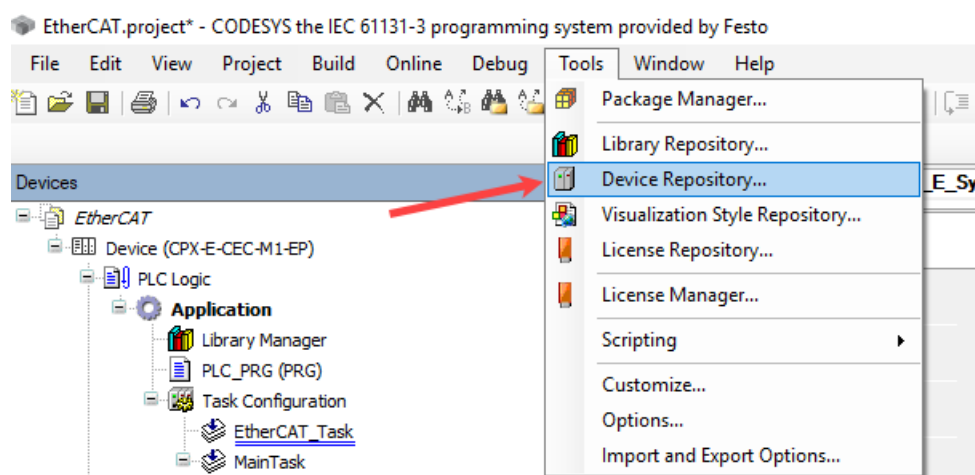 EtherCAT.project* - CODESYS the IEC 61131-3 programming system provided by Festo
File Edit View Project Build Online Debug Tools Window Help
Package Manager...
Library Repository...
Device Repository...
_E_Sy
Visualization Style Repository...
License Repository...
License Manager...
Scripting
Customize...
Options...
Import and Export Options...
Devices
EtherCAT
Device (CPX-E-CEC-M1-EP)
PLC Logic
Application
Library Manager
PLC_PRG (PRG)
Task Configuration
EtherCAT_Task
MainTask